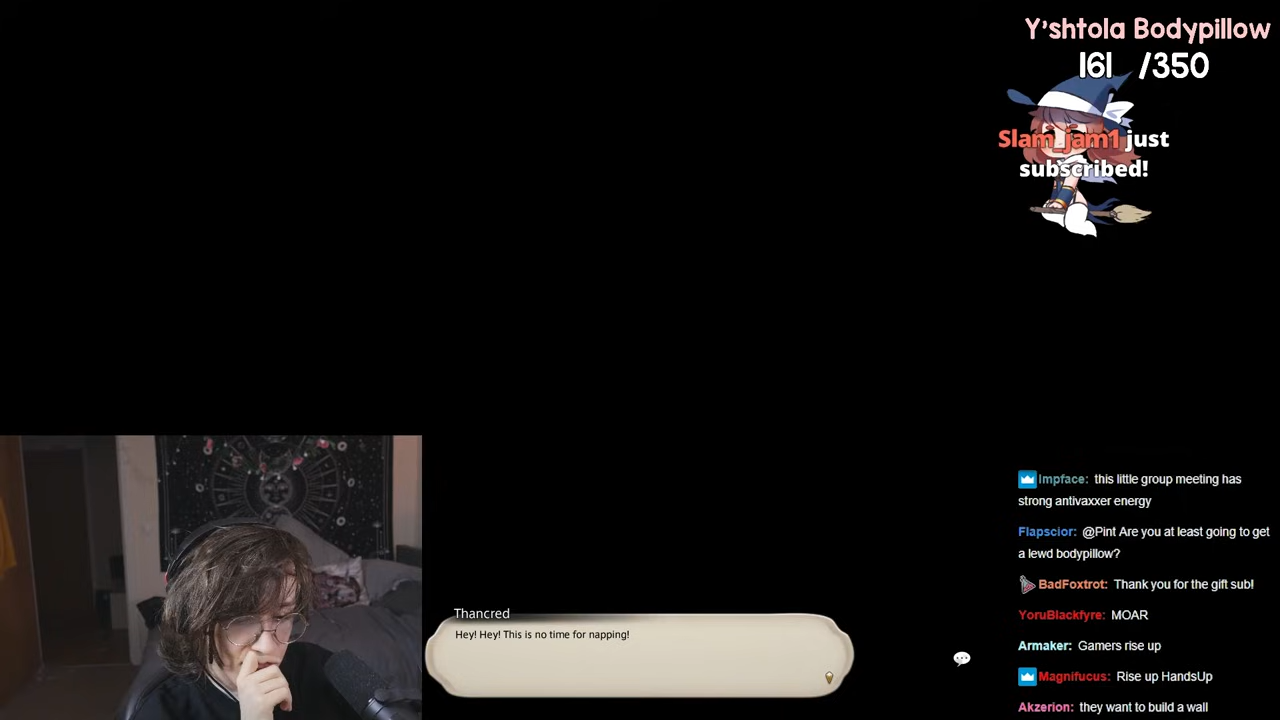 Y'shtola Bodypillow
161 /350
Slam_jam1 just
subscribed!
Impface: this little group meeting has
strong antivaxxer energy
Flapscior: @Pint Are you at least going to get
a lewd bodypillow?
BadFoxtrot: Thank you for the gift sub!
YoruBlackfyre: MOAR
Armaker: Gamers rise up
Magnifucus: Rise up HandsUp
Akzerion: they want to build a wall
Thancred
Hey! Hey! This is no time for napping!